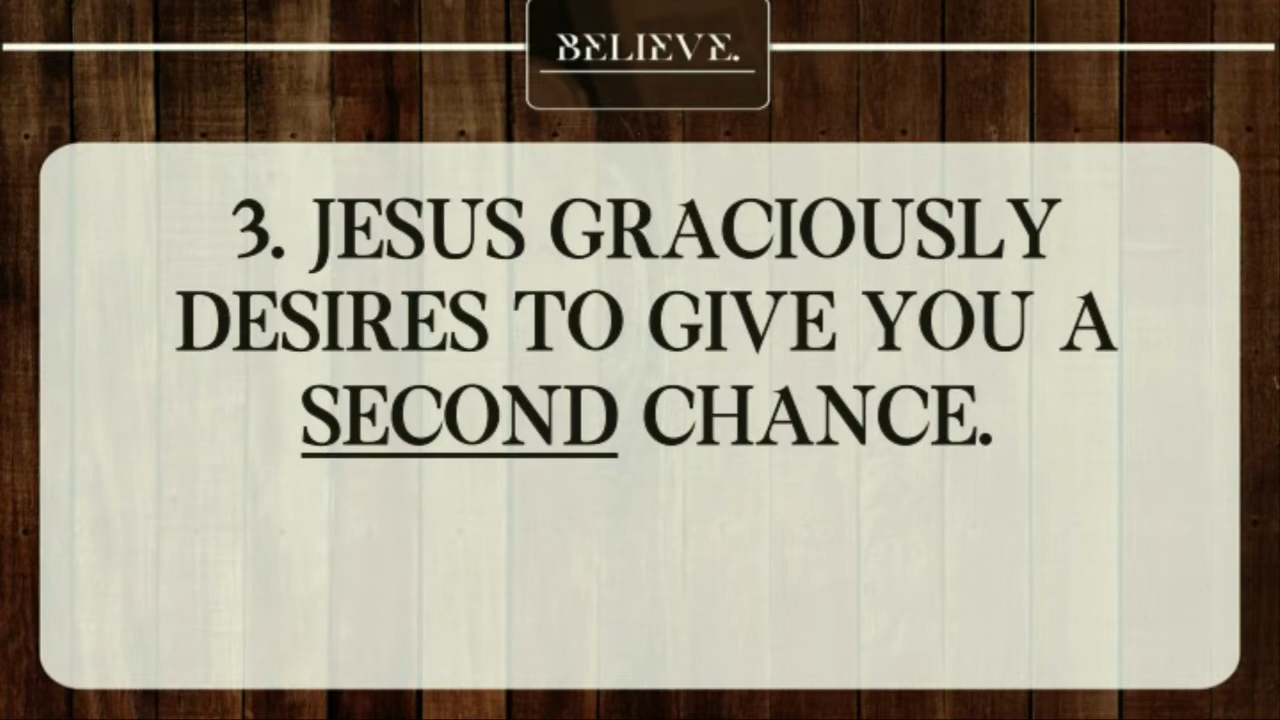 BELIEVE.
3. JESUS GRACIOUSLY
DESIRES TO GIVE YOU A
SECOND CHANCE.